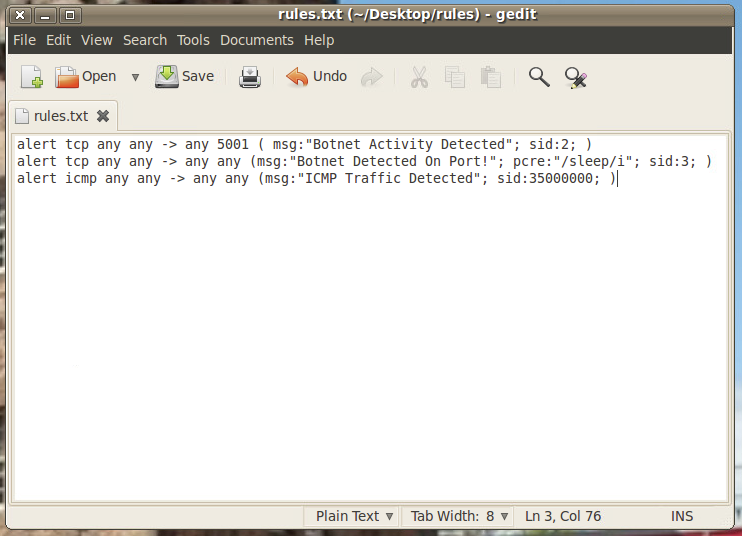 rules.txt (~/Desktop/rules) - gedit
File Edit View Search Tools Documents Help
Open Save Undo
rules.txt
alert tcp any any -> any 5001 ( msg:"Botnet Activity Detected"; sid:2; )
alert tcp any any -> any any (msg:"Botnet Detected On Port!"; pcre:"/sleep/i"; sid:3; )
alert icmp any any -> any any (msg:"ICMP Traffic Detected"; sid:35000000; )
Plain Text Tab Width: 8 Ln 3, Col 76 INS